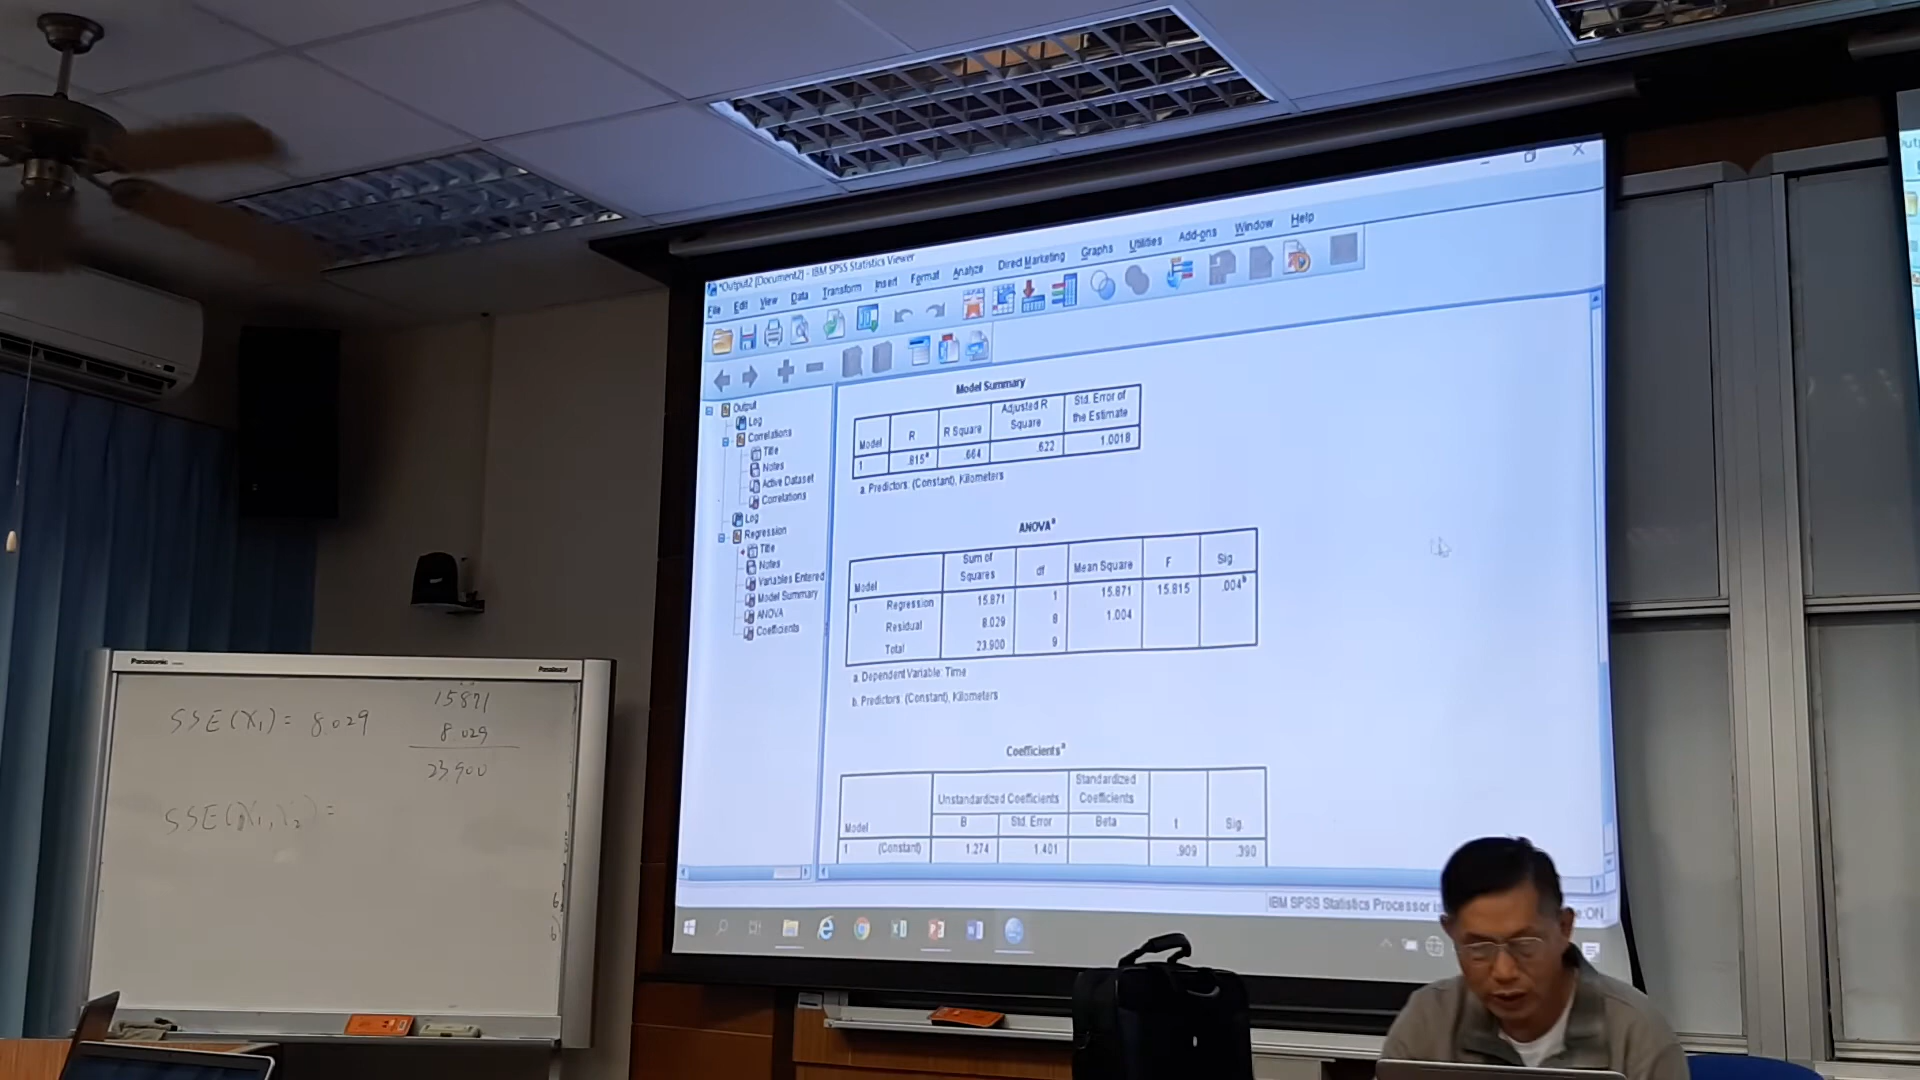 *Output2 [Document2] - IBM SPSS Statistics Viewer
File Edit View Data Transform Insert Format Analyze Direct Marketing Graphs Utilities Add-ons Window Help
Output
Log
Correlations
Title
Notes
Active Dataset
Correlations
Log
Regression
Title
Notes
Variables Entered
Model Summary
ANOVA
Coefficients
Model Summary
Model R R Square Adjusted R Square Std. Error of the Estimate
1 .815a .664 .622 1.0018
a. Predictors: (Constant), Kilometers
ANOVAa
Model Sum of Squares df Mean Square F Sig.
1 Regression 15.871 1 15.871 15.815 .004b
Residual 8.029 8 1.004
Total 23.900 9
a. Dependent Variable: Time
b. Predictors: (Constant), Kilometers
Coefficientsa
Model Unstandardized Coefficients Standardized Coefficients t Sig.
B Std. Error Beta
1 (Constant) 1.274 1.401 .909 .390
IBM SPSS Statistics Processor is
e:ON
Panasonic
Panaboard
SSE(X1) = 8.029
15871
8.029
23.900
SSE(X1,X2) =